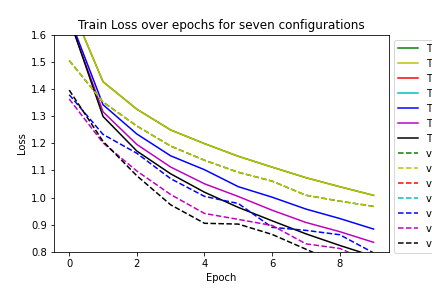 Train Loss over epochs for seven configurations
1.6
1.5
1.4
1.3
1.2
1.1
1.0
0.9
0.8
Loss
0
2
4
6
8
Epoch
T
T
T
T
T
T
T
v
v
v
v
v
v
v